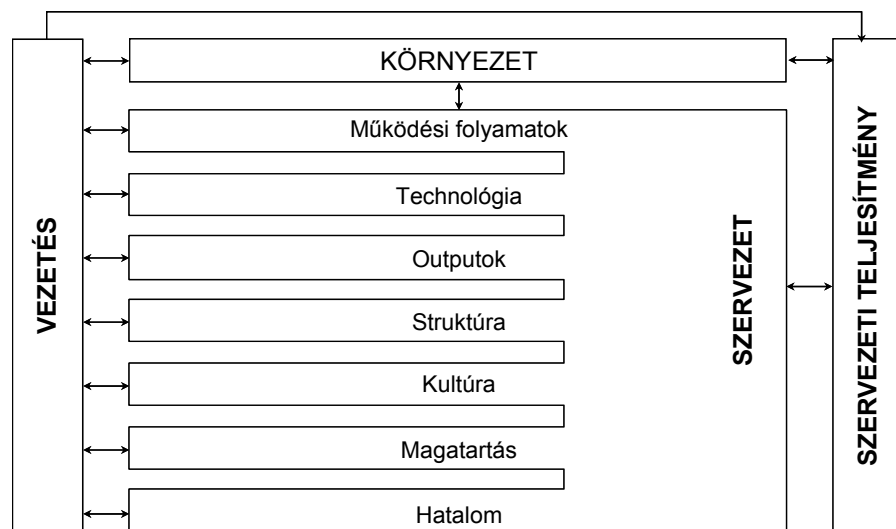 KÖRNYEZET
VEZETÉS
Működési folyamatok
Technológia
Outputok
Struktúra
Kultúra
Magatartás
Hatalom
SZERVEZET
SZERVEZETI TELJESÍTMÉNY